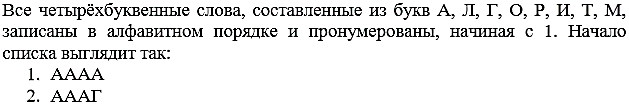 Все четырёхбуквенные слова, составленные из букв А, Л, Г, О, Р, И, Т, М,
записаны в алфавитном порядке и пронумерованы, начиная с 1. Начало
списка выглядит так:
1. АААА
2. АААГ